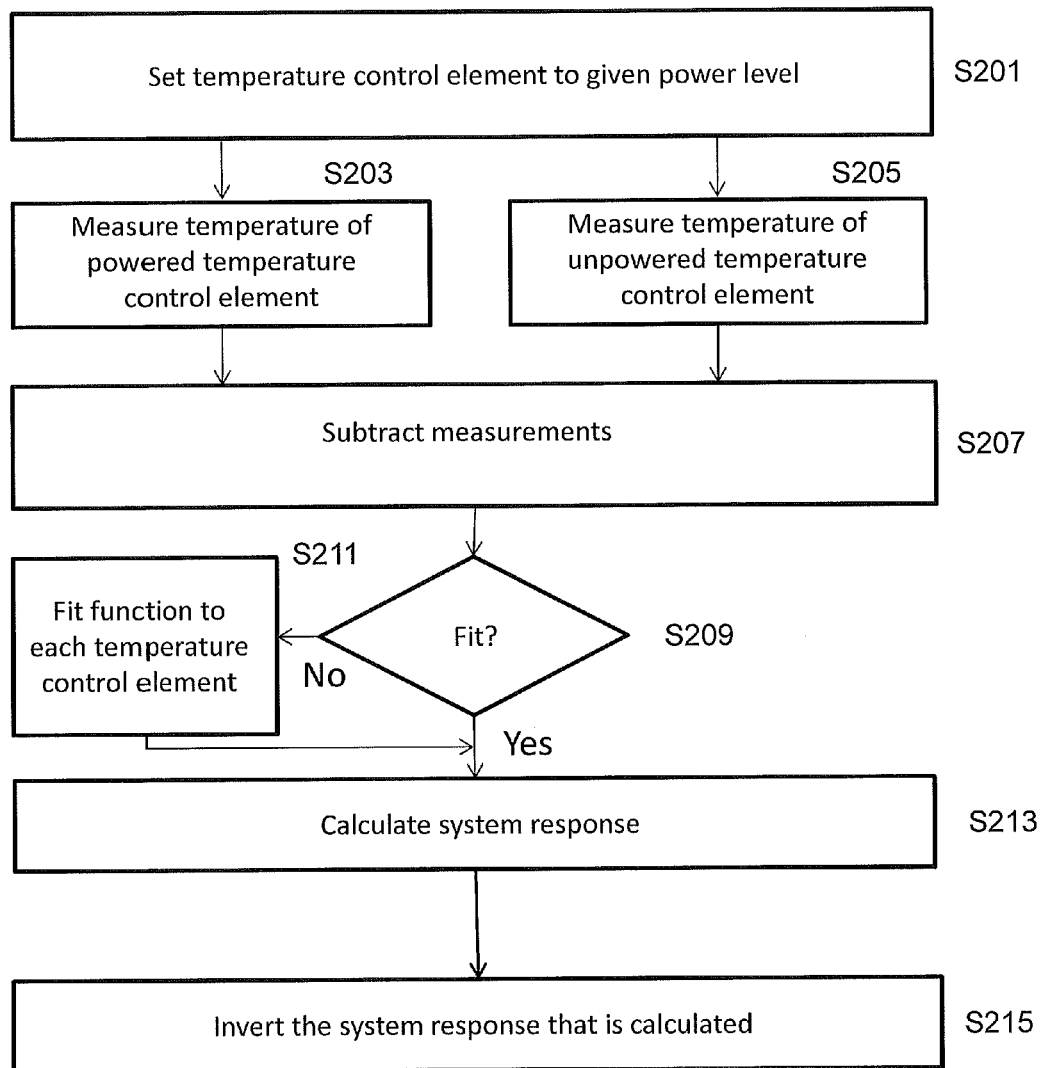 Set temperature control element to given power level
S201
S203
S205
Measure temperature of
powered temperature
control element
Measure temperature of
unpowered temperature
control element
Subtract measurements
S207
S211
Fit function to
each temperature
control element
Fit?
S209
No
Yes
Calculate system response
S213
Invert the system response that is calculated
S215